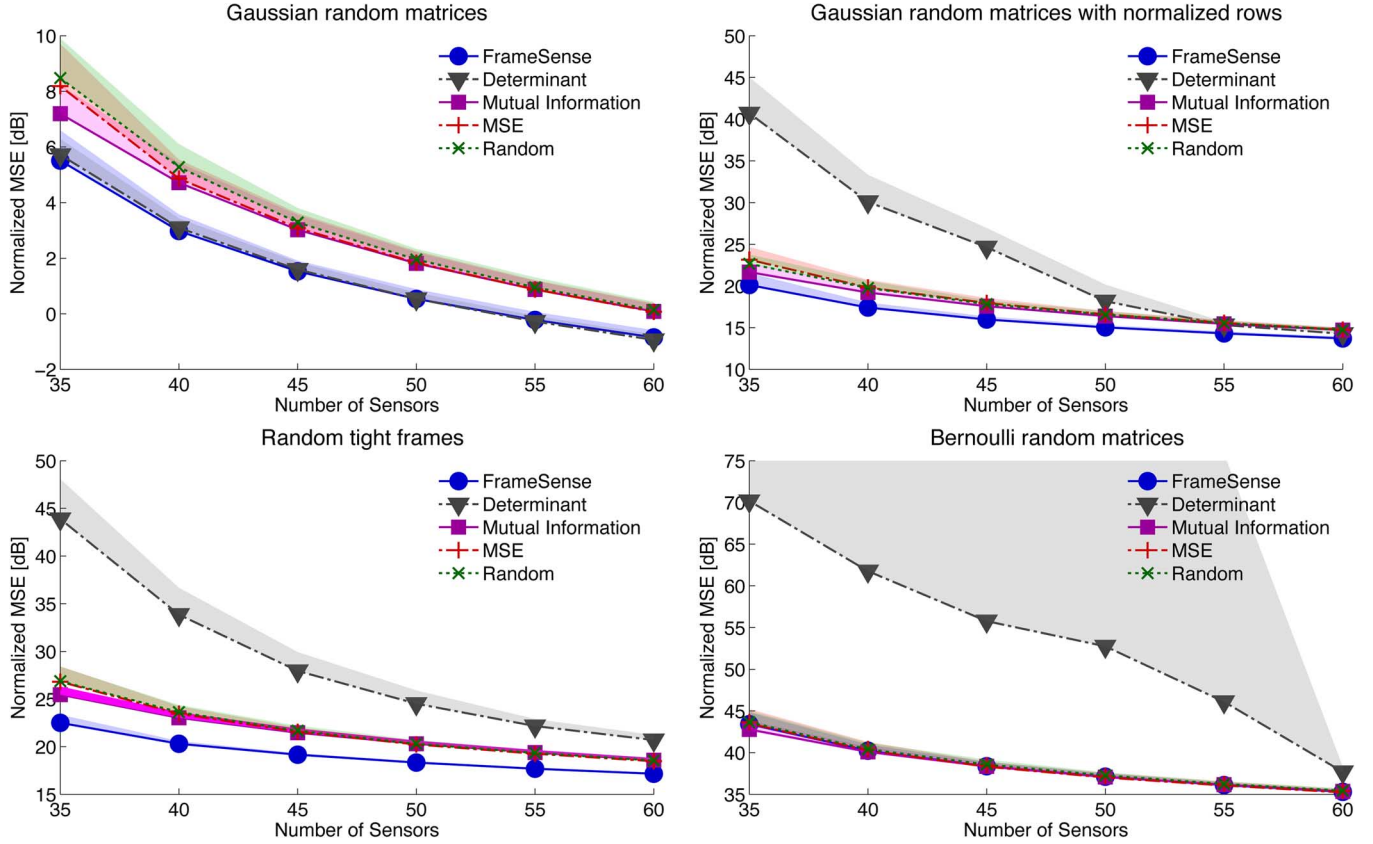 Gaussian random matrices
10
8
6
4
2
0
−2
Normalized MSE [dB]
FrameSense
Determinant
Mutual Information
MSE
Random
35 40 45 50 55 60
Number of Sensors
Gaussian random matrices with normalized rows
50
45
40
35
30
25
20
15
10
Normalized MSE [dB]
FrameSense
Determinant
Mutual Information
MSE
Random
35 40 45 50 55 60
Number of Sensors
Random tight frames
50
45
40
35
30
25
20
15
Normalized MSE [dB]
FrameSense
Determinant
Mutual Information
MSE
Random
35 40 45 50 55 60
Number of Sensors
Bernoulli random matrices
75
70
65
60
55
50
45
40
35
Normalized MSE [dB]
FrameSense
Determinant
Mutual Information
MSE
Random
35 40 45 50 55 60
Number of Sensors